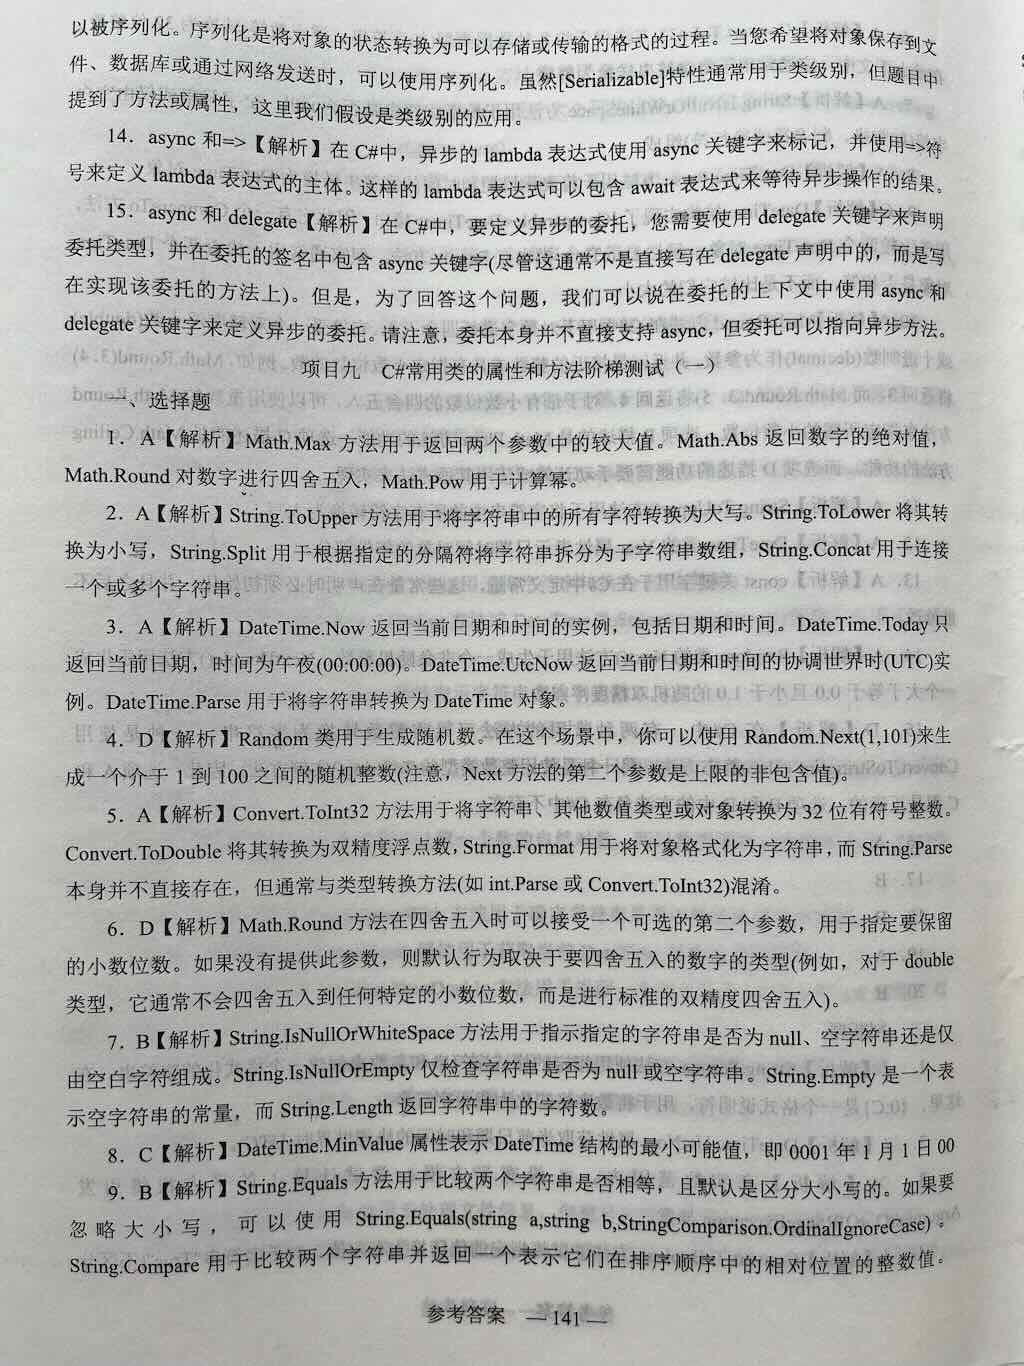 以被序列化。序列化是将对象的状态转换为可以存储或传输的格式的过程。当您希望将对象保存到文
件、数据库或通过网络发送时，可以使用序列化。虽然[Serializable]特性通常用于类级别，但题目中
提到了方法或属性，这里我们假设是类级别的应用。
14．async 和=>【解析】在 C#中，异步的 lambda 表达式使用 async 关键字来标记，并使用=>符
号来定义 lambda 表达式的主体。这样的 lambda 表达式可以包含 await 表达式来等待异步操作的结果。
15．async 和 delegate【解析】在 C#中，要定义异步的委托，您需要使用 delegate 关键字来声明
委托类型，并在委托的签名中包含 async 关键字(尽管这通常不是直接写在 delegate 声明中的，而是写
在实现该委托的方法上)。但是，为了回答这个问题，我们可以说在委托的上下文中使用 async 和
delegate 关键字来定义异步的委托。请注意，委托本身并不直接支持 async，但委托可以指向异步方法。
项目九　C#常用类的属性和方法阶梯测试（一）
一、选择题
1．A【解析】Math.Max 方法用于返回两个参数中的较大值。Math.Abs 返回数字的绝对值，
Math.Round 对数字进行四舍五入，Math.Pow 用于计算幂。
2．A【解析】String.ToUpper 方法用于将字符串中的所有字符转换为大写。String.ToLower 将其转
换为小写，String.Split 用于根据指定的分隔符将字符串拆分为子字符串数组，String.Concat 用于连接
一个或多个字符串。
3．A【解析】DateTime.Now 返回当前日期和时间的实例，包括日期和时间。DateTime.Today 只
返回当前日期，时间为午夜(00:00:00)。DateTime.UtcNow 返回当前日期和时间的协调世界时(UTC)实
例。DateTime.Parse 用于将字符串转换为 DateTime 对象。
4．D【解析】Random 类用于生成随机数。在这个场景中，你可以使用 Random.Next(1,101)来生
成一个介于 1 到 100 之间的随机整数(注意，Next 方法的第二个参数是上限的非包含值)。
5．A【解析】Convert.ToInt32 方法用于将字符串、其他数值类型或对象转换为 32 位有符号整数。
Convert.ToDouble 将其转换为双精度浮点数，String.Format 用于将对象格式化为字符串，而 String.Parse
本身并不直接存在，但通常与类型转换方法(如 int.Parse 或 Convert.ToInt32)混淆。
6．D【解析】Math.Round 方法在四舍五入时可以接受一个可选的第二个参数，用于指定要保留
的小数位数。如果没有提供此参数，则默认行为取决于要四舍五入的数字的类型(例如，对于 double
类型，它通常不会四舍五入到任何特定的小数位数，而是进行标准的双精度四舍五入)。
7．B【解析】String.IsNullOrWhiteSpace 方法用于指示指定的字符串是否为 null、空字符串还是仅
由空白字符组成。String.IsNullOrEmpty 仅检查字符串是否为 null 或空字符串。String.Empty 是一个表
示空字符串的常量，而 String.Length 返回字符串中的字符数。
8．C【解析】DateTime.MinValue 属性表示 DateTime 结构的最小可能值，即 0001 年 1 月 1 日 00
9．B【解析】String.Equals 方法用于比较两个字符串是否相等，且默认是区分大小写的。如果要
忽略大小写，可以使用 String.Equals(string a,string b,StringComparison.OrdinalIgnoreCase)。
String.Compare 用于比较两个字符串并返回一个表示它们在排序顺序中的相对位置的整数值。
参考答案　— 141 —